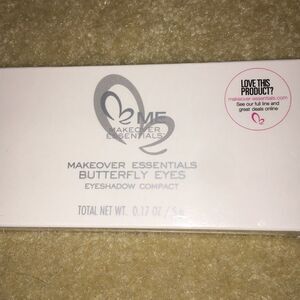 ME
MAKEOVER
ESSENTIALS
MAKEOVER ESSENTIALS
BUTTERFLY EYES
EYESHADOW COMPACT
TOTAL NET WT. 0.17 OZ / 5
LOVE THIS
PRODUCT?
makeover-essentials.com
See our full line and
great deals online